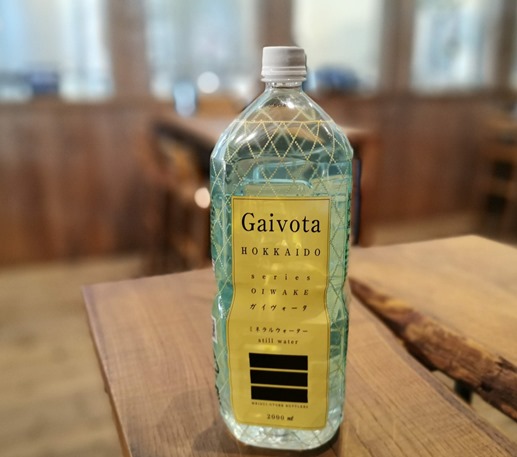 Gaivota
HOKKAIDO
series
OIWAKE
ガイヴォータ
ミネラルウォーター
still water
2000 ml